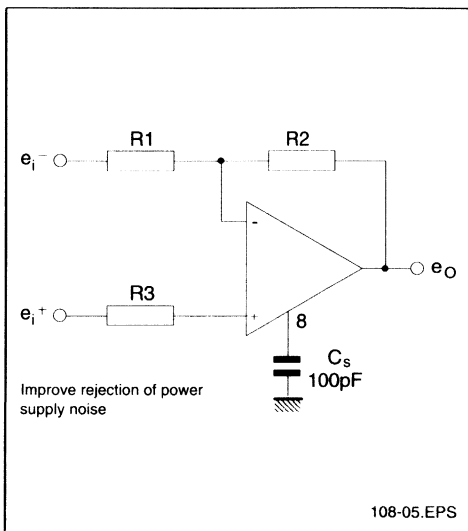 R1
R2
ei-
-
eo
R3
ei+
+
8
Cs
100pF
Improve rejection of power
supply noise
108-05.EPS